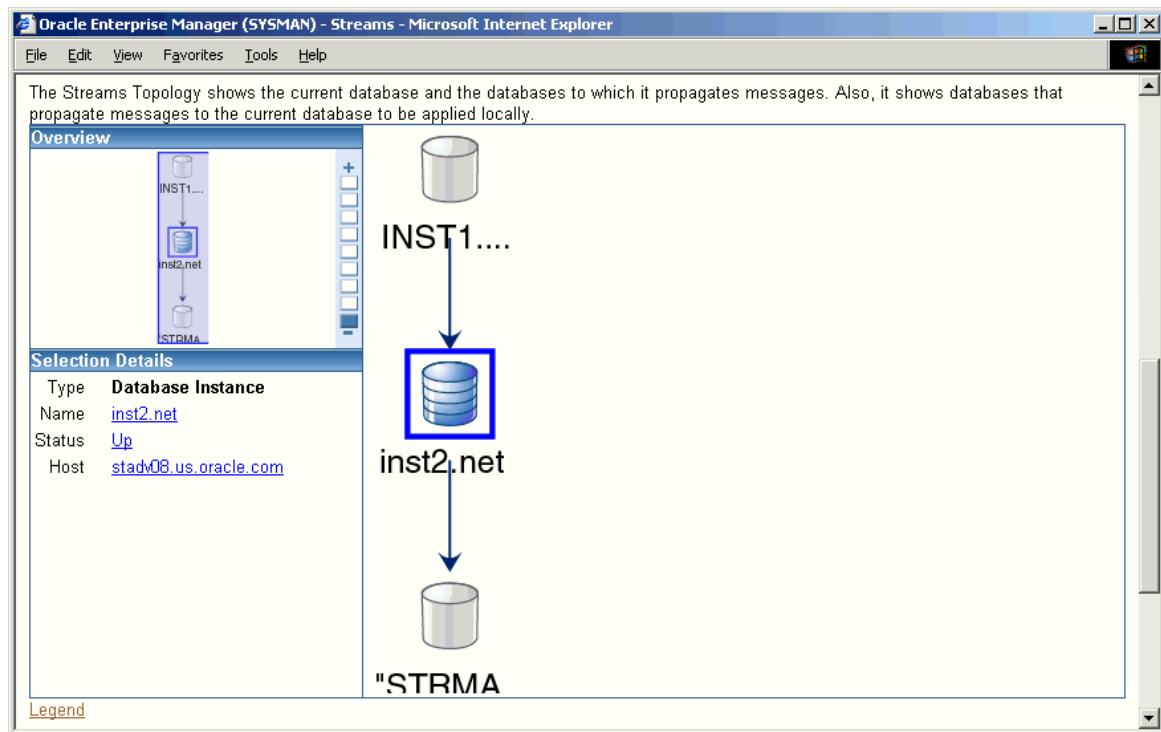 Oracle Enterprise Manager (SYSMAN) - Streams - Microsoft Internet Explorer
File Edit View Favorites Tools Help
The Streams Topology shows the current database and the databases to which it propagates messages. Also, it shows databases that
propagate messages to the current database to be applied locally.
Overview
INST1....
inst2.net
"STRMA
+
-
Selection Details
Type Database Instance
Name inst2.net
Status Up
Host stadv08.us.oracle.com
INST1....
inst2.net
"STRMA
Legend